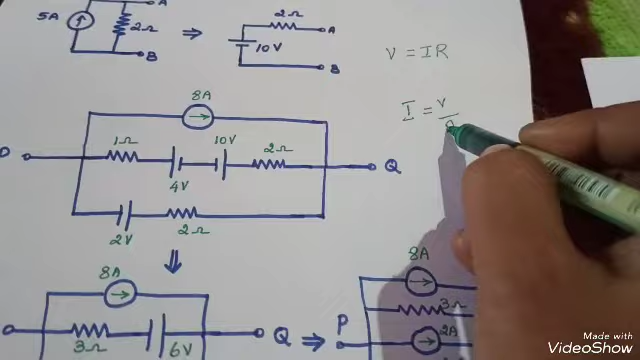 5A
2Ω
A
B
⇒
2Ω
10V
A
B
V = IR
I = V
8A
1Ω
4V
10V
2Ω
Q
2V
2Ω
⇓
8A
3Ω
6V
Q
⇒
P
8A
3Ω
2A
Made With
VideoShow